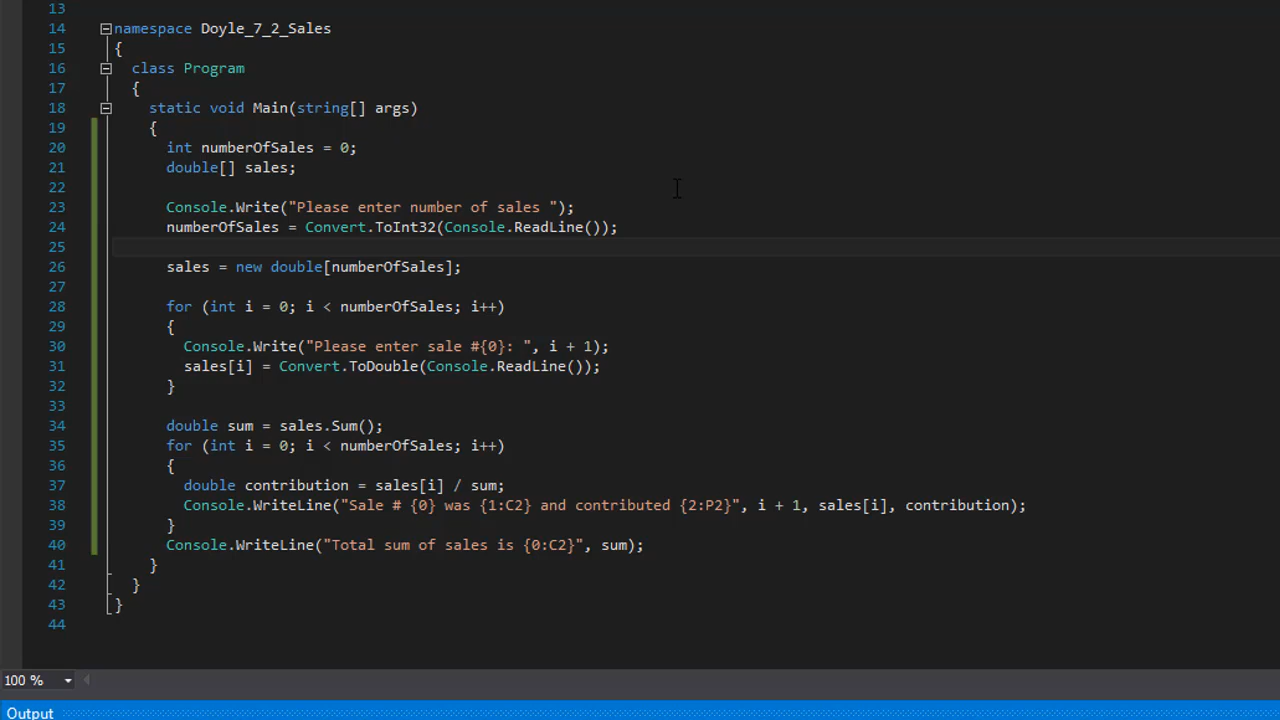 13
14 namespace Doyle_7_2_Sales
15 {
16 class Program
17 {
18 static void Main(string[] args)
19 {
20 int numberOfSales = 0;
21 double[] sales;
22
23 Console.Write("Please enter number of sales ");
24 numberOfSales = Convert.ToInt32(Console.ReadLine());
25
26 sales = new double[numberOfSales];
27
28 for (int i = 0; i < numberOfSales; i++)
29 {
30 Console.Write("Please enter sale #{0}: ", i + 1);
31 sales[i] = Convert.ToDouble(Console.ReadLine());
32 }
33
34 double sum = sales.Sum();
35 for (int i = 0; i < numberOfSales; i++)
36 {
37 double contribution = sales[i] / sum;
38 Console.WriteLine("Sale # {0} was {1:C2} and contributed {2:P2}", i + 1, sales[i], contribution);
39 }
40 Console.WriteLine("Total sum of sales is {0:C2}", sum);
41 }
42 }
43 }
44
100 %
Output